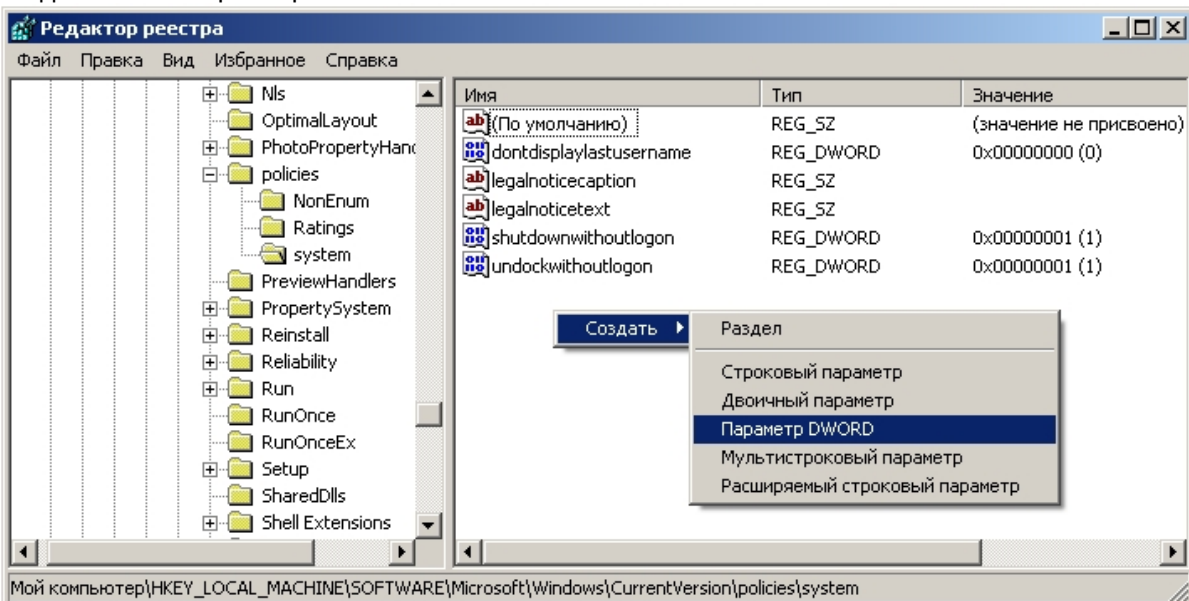 Редактор реестра
Файл Правка Вид Избранное Справка
Nls
OptimalLayout
PhotoPropertyHand
policies
NonEnum
Ratings
system
PreviewHandlers
PropertySystem
Reinstall
Reliability
Run
RunOnce
RunOnceEx
Setup
SharedDlls
Shell Extensions
Имя Тип Значение
(По умолчанию) REG_SZ (значение не присвоено)
dontdisplaylastusername REG_DWORD 0x00000000 (0)
legalnoticecaption REG_SZ
legalnoticetext REG_SZ
shutdownwithoutlogon REG_DWORD 0x00000001 (1)
undockwithoutlogon REG_DWORD 0x00000001 (1)
Создать
Раздел
Строковый параметр
Двоичный параметр
Параметр DWORD
Мультистроковый параметр
Расширяемый строковый параметр
Мой компьютер\HKEY_LOCAL_MACHINE\SOFTWARE\Microsoft\Windows\CurrentVersion\policies\system